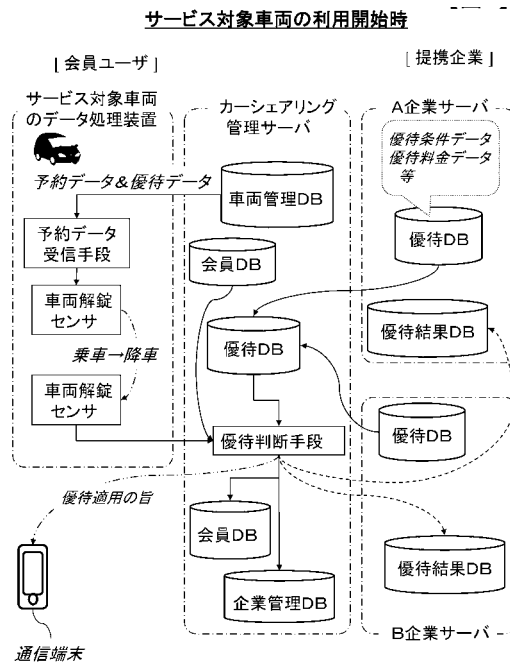 サービス対象車両の利用開始時
[ 会員ユーザ ]
[ 提携企業 ]
サービス対象車両
のデータ処理装置
カーシェアリング
管理サーバ
A企業サーバ
優待条件データ
優待料金データ
等
予約データ&優待データ
車両管理DB
予約データ
受信手段
会員DB
優待DB
車両解錠
センサ
優待DB
優待結果DB
乗車→降車
車両解錠
センサ
優待判断手段
優待DB
優待適用の旨
会員DB
優待結果DB
企業管理DB
B企業サーバ
通信端末